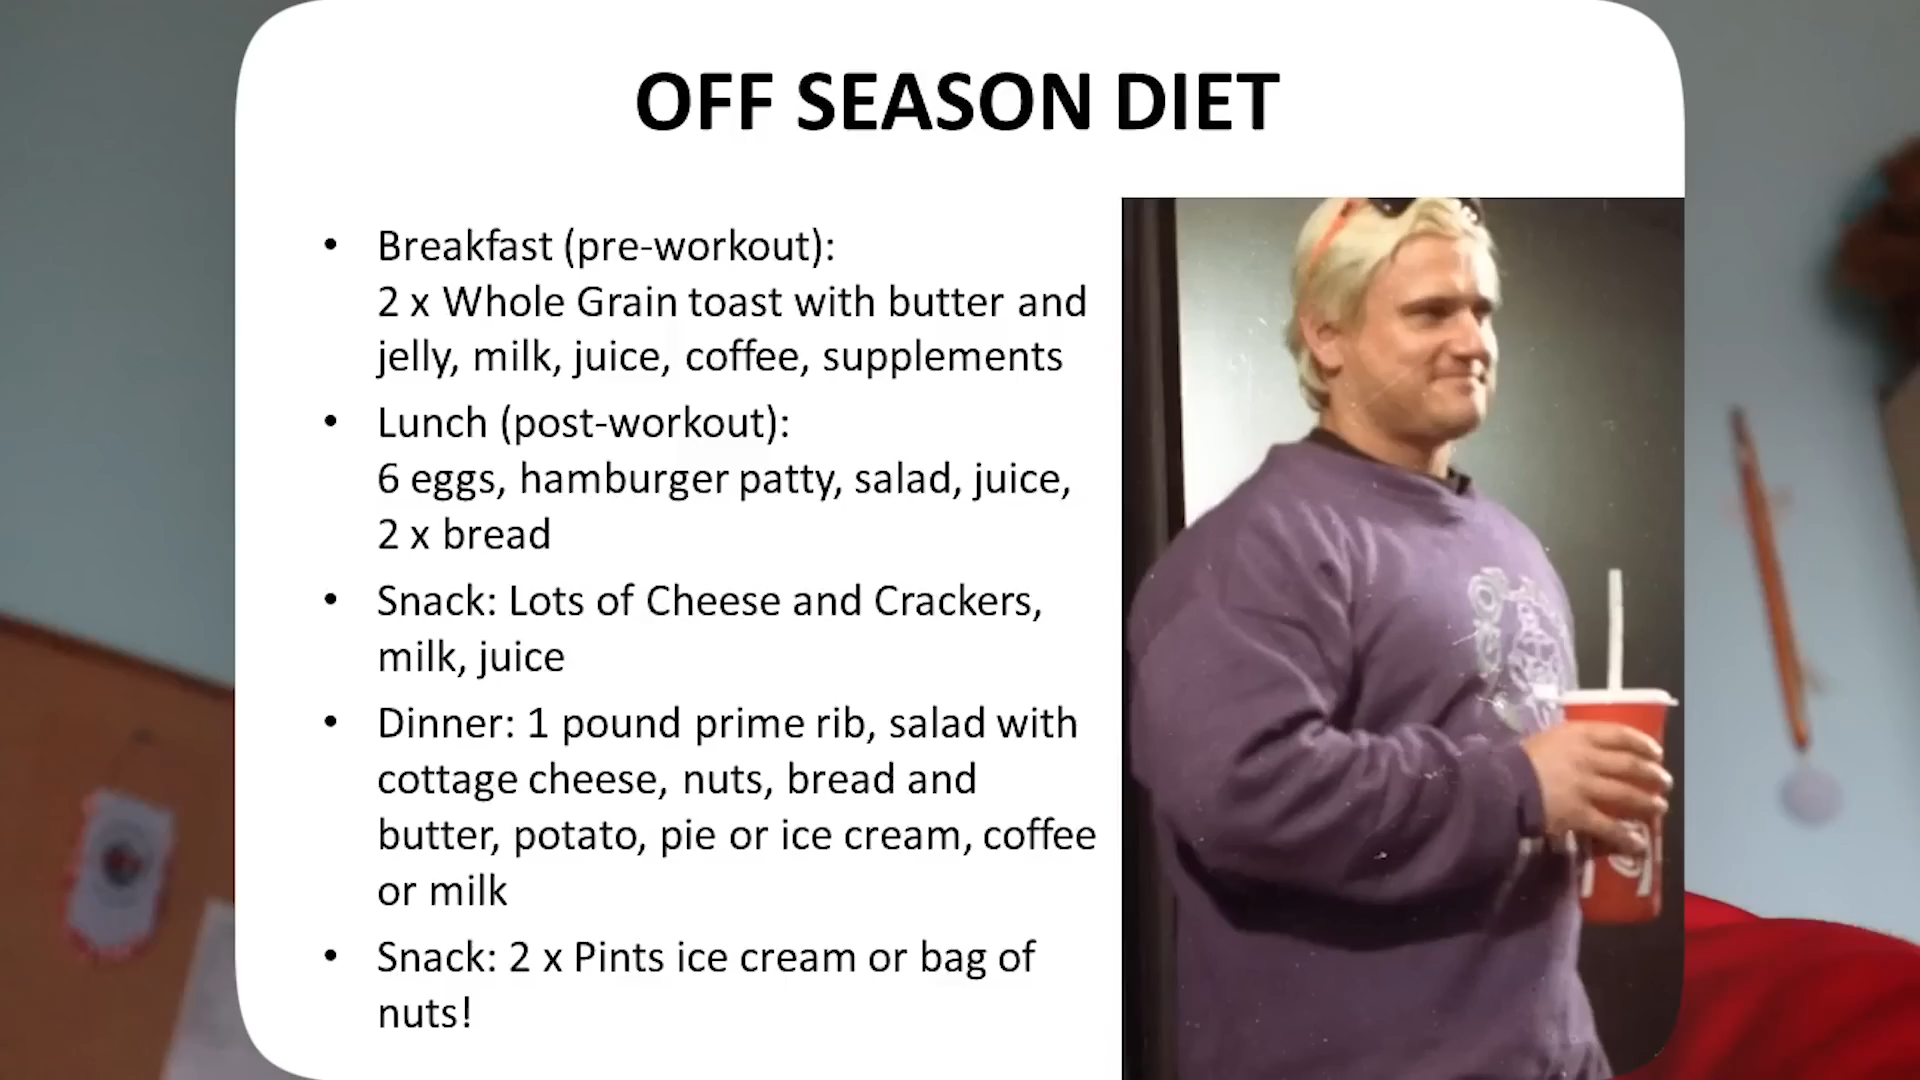 OFF SEASON DIET
• Breakfast (pre-workout):
2 x Whole Grain toast with butter and
jelly, milk, juice, coffee, supplements
• Lunch (post-workout):
6 eggs, hamburger patty, salad, juice,
2 x bread
• Snack: Lots of Cheese and Crackers,
milk, juice
• Dinner: 1 pound prime rib, salad with
cottage cheese, nuts, bread and
butter, potato, pie or ice cream, coffee
or milk
• Snack: 2 x Pints ice cream or bag of
nuts!